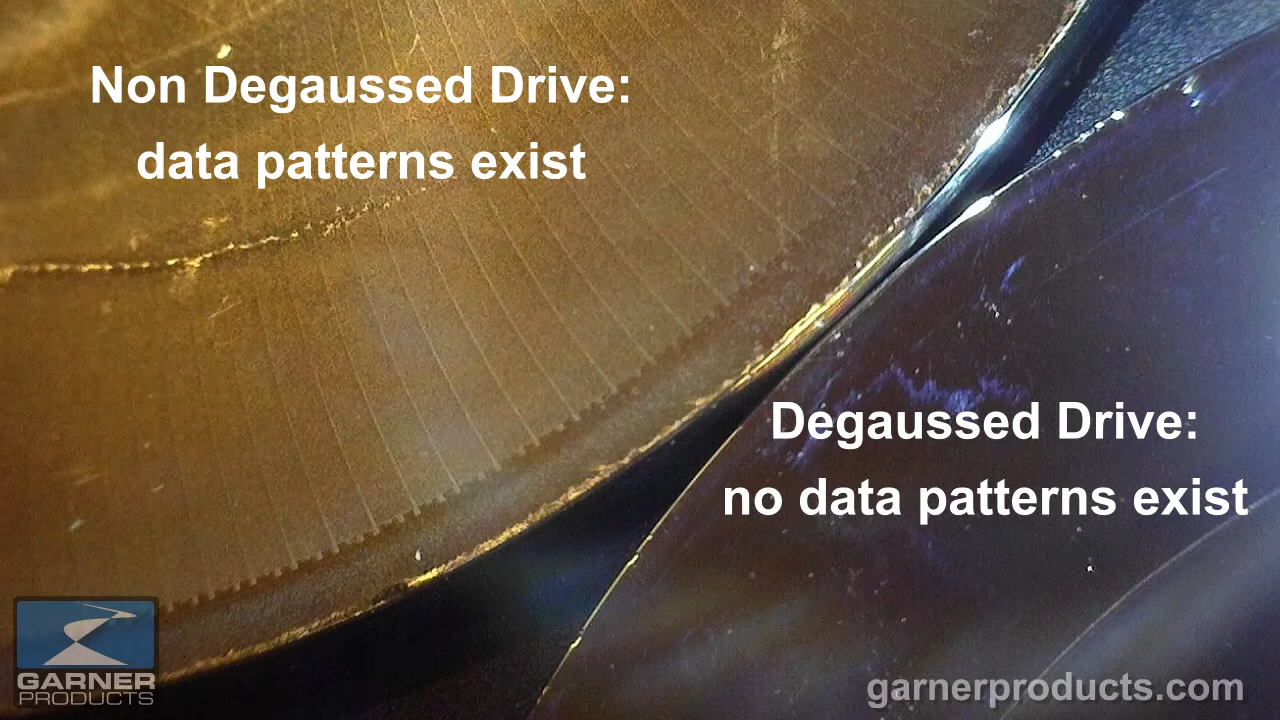 Non Degaussed Drive:
data patterns exist
Degaussed Drive:
no data patterns exist
GARNER
PRODUCTS
garnerproducts.com